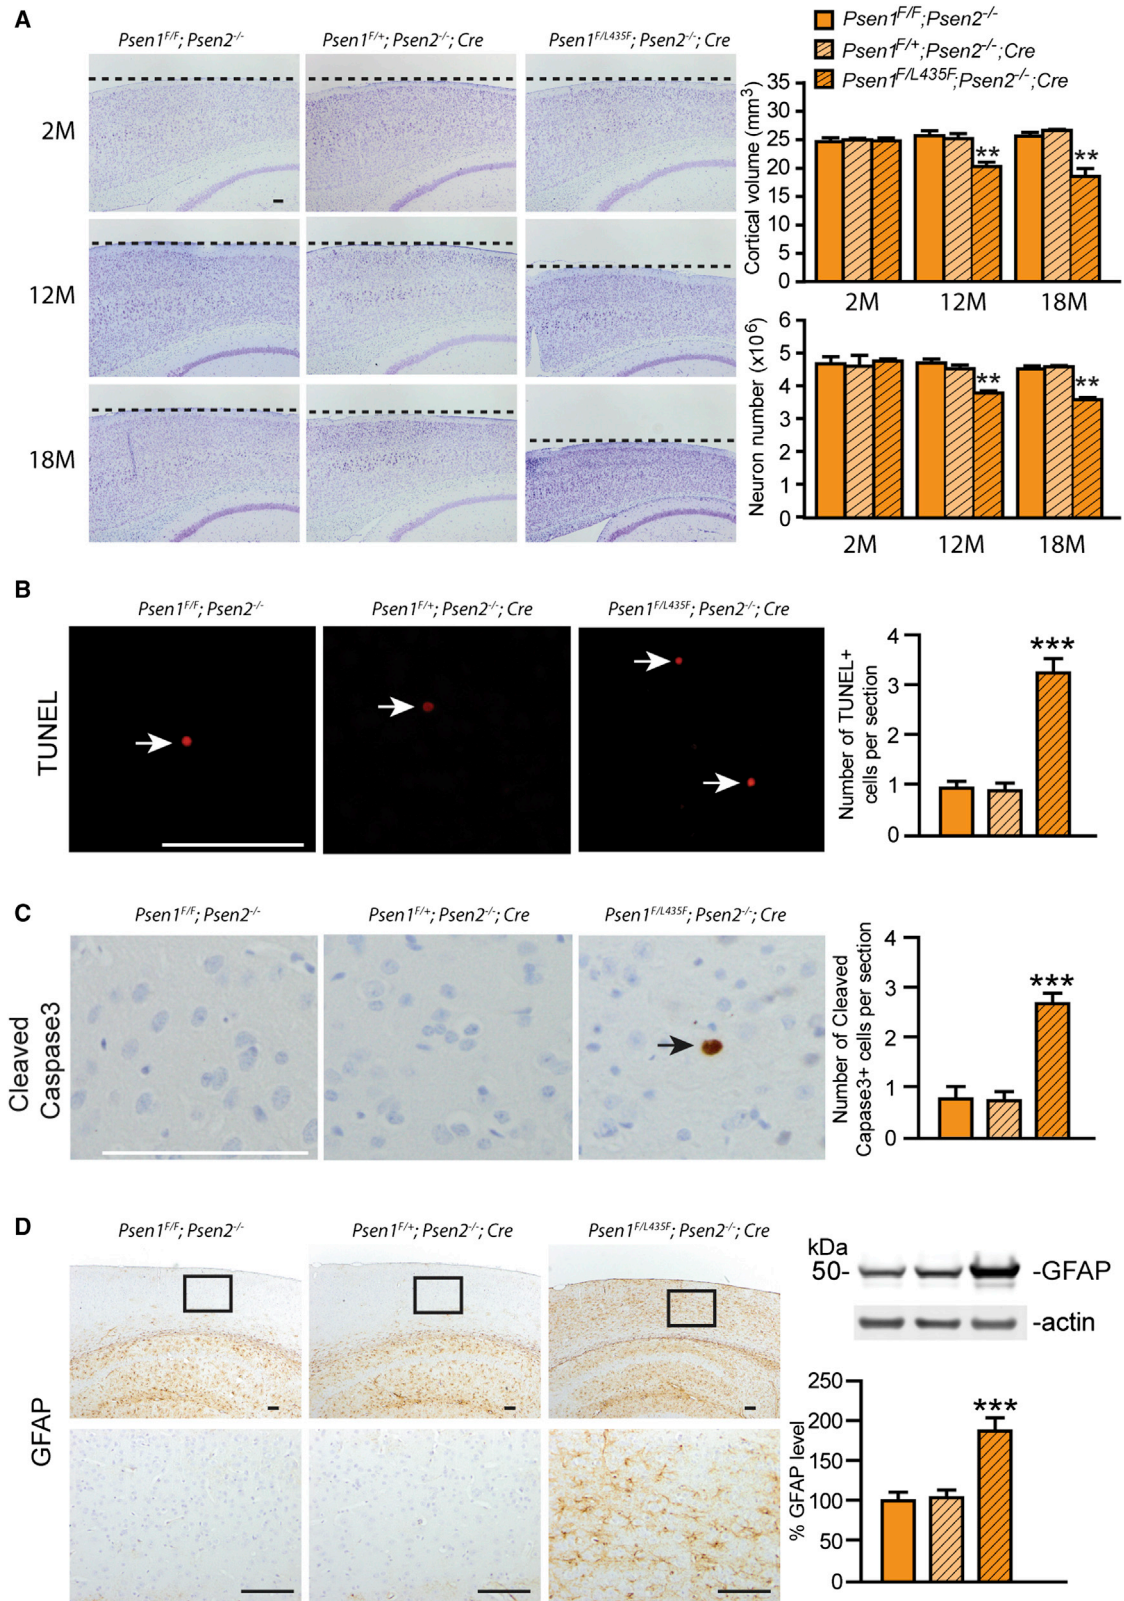 A
Psen1F/F; Psen2-/-
Psen1F/+; Psen2-/-; Cre
Psen1F/L435F; Psen2-/-; Cre
2M
12M
18M
Psen1F/F;Psen2-/-
Psen1F/+;Psen2-/-;Cre
Psen1F/L435F;Psen2-/-;Cre
Cortical volume (mm3)
35
30
25
20
15
10
5
0
**
**
2M 12M 18M
Neuron number (x106)
6
5
4
3
2
1
0
**
**
2M 12M 18M
B
Psen1F/F; Psen2-/-
Psen1F/+; Psen2-/-; Cre
Psen1F/L435F; Psen2-/-; Cre
TUNEL
Number of TUNEL+
cells per section
4
3
2
1
0
***
C
Psen1F/F; Psen2-/-
Psen1F/+; Psen2-/-; Cre
Psen1F/L435F; Psen2-/-; Cre
Cleaved
Caspase3
Number of Cleaved
Capase3+ cells per section
4
3
2
1
0
***
D
Psen1F/F; Psen2-/-
Psen1F/+; Psen2-/-; Cre
Psen1F/L435F; Psen2-/-; Cre
GFAP
kDa
50-
-GFAP
-actin
% GFAP level
250
200
150
100
50
0
***